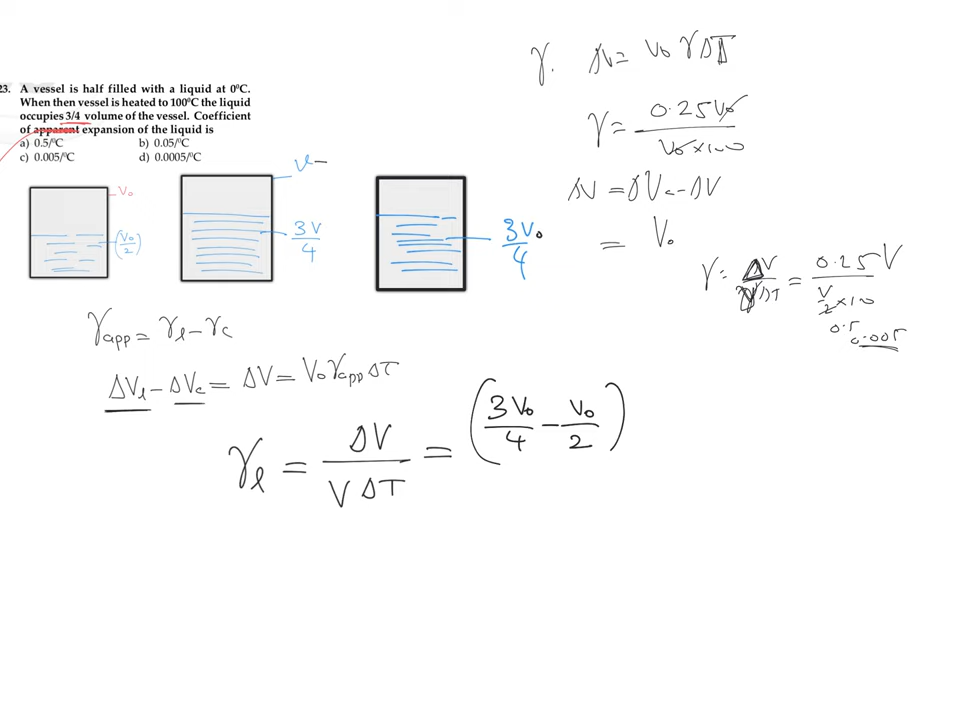 23. A vessel is half filled with a liquid at 0⁰C.
When then vessel is heated to 100⁰C the liquid
occupies 3/4 volume of the vessel. Coefficient
of apparent expansion of the liquid is
a) 0.5/⁰C b) 0.05/⁰C
c) 0.005/⁰C d) 0.0005/⁰C
V₀
(V₀/2)
3V/4
3V₀/4
γ. ΔV = V₀ γ ΔT
γ = 0.25V₀/(V₀×100)
ΔV = ΔV꜀ - ΔV
= V₀
γ = ΔV/(VΔT) = 0.25V/(V/2 ×100)
0.5
0.005
γapp = γℓ - γc
ΔVℓ - ΔVc = ΔV = V₀ γapp ΔT
γℓ = ΔV/(V ΔT) = (3V₀/4 - V₀/2)